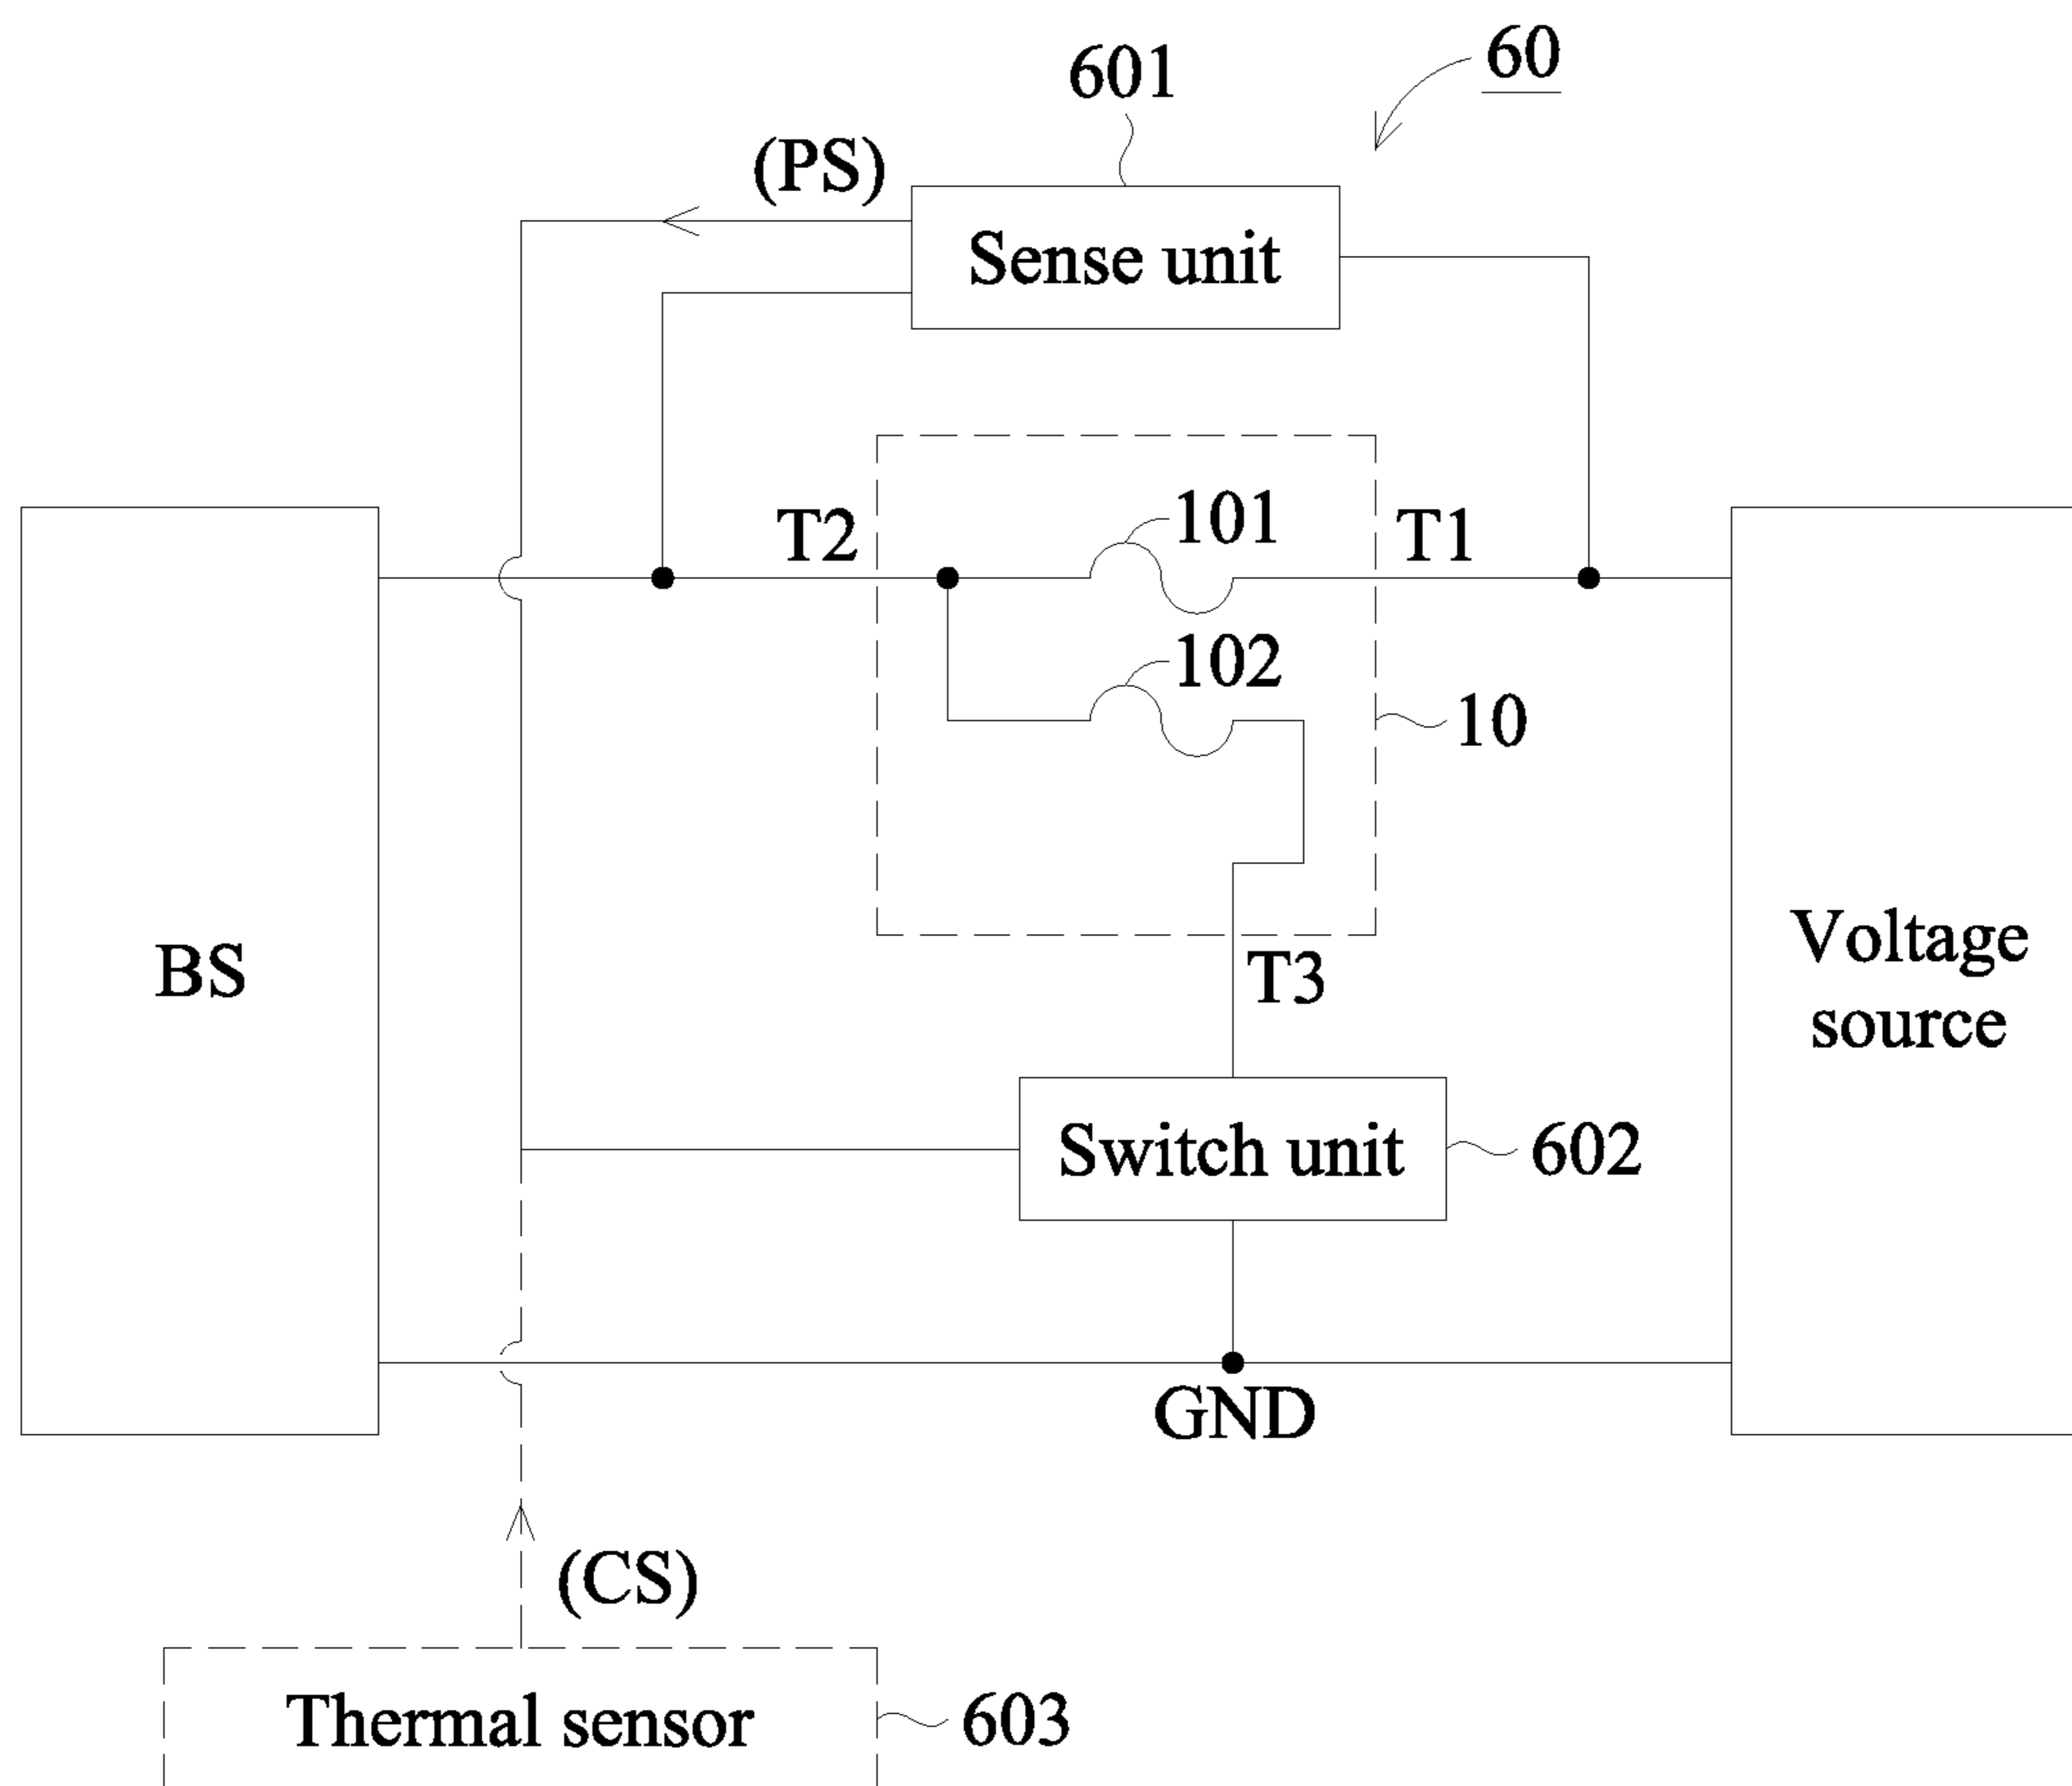 60
601
(PS)
Sense unit
T2
101
T1
102
10
BS
Voltage
source
T3
Switch unit
602
GND
(CS)
Thermal sensor
603